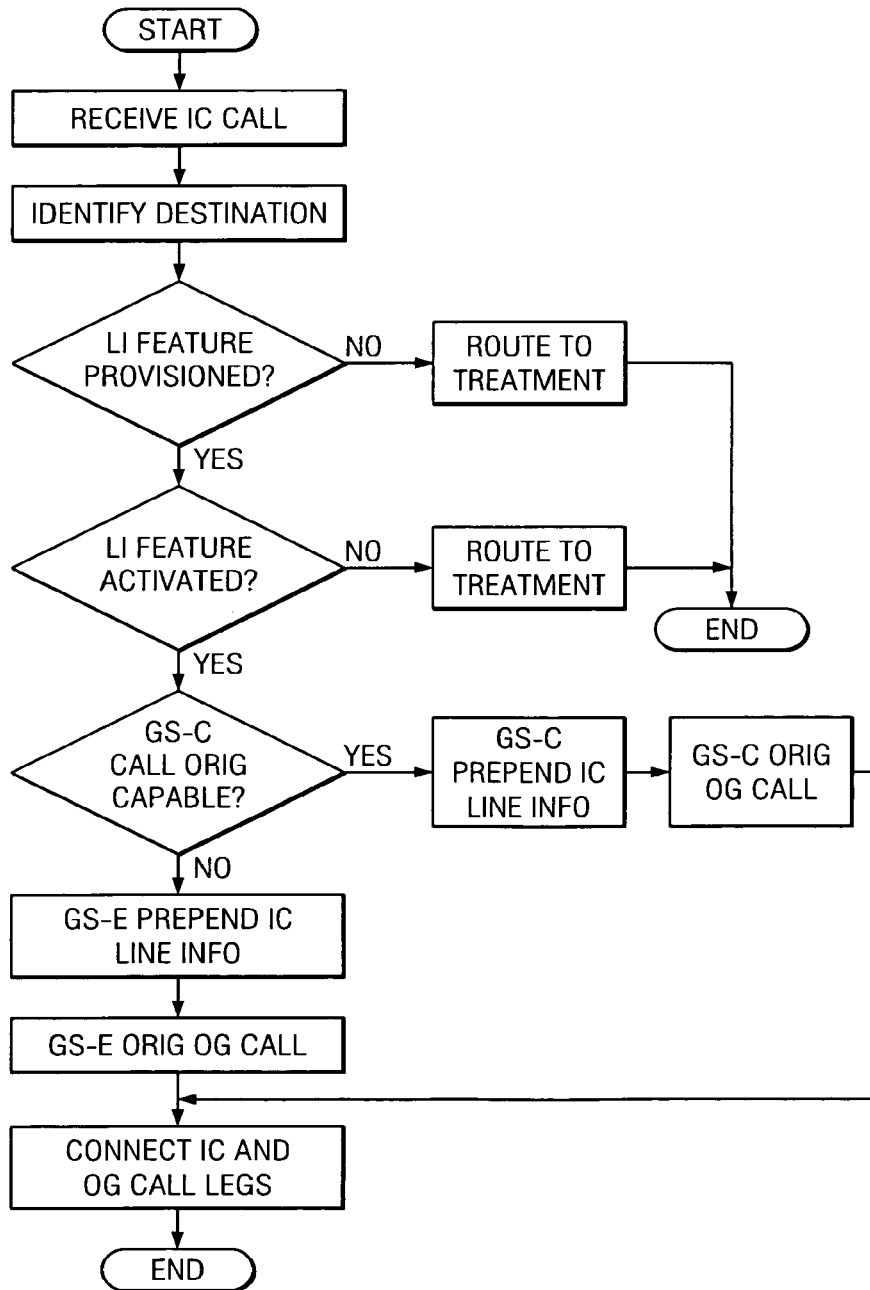 START
RECEIVE IC CALL
IDENTIFY DESTINATION
LI FEATURE
PROVISIONED?
NO
ROUTE TO
TREATMENT
YES
LI FEATURE
ACTIVATED?
NO
ROUTE TO
TREATMENT
END
YES
GS-C
CALL ORIG
CAPABLE?
YES
GS-C
PREPEND IC
LINE INFO
GS-C ORIG
OG CALL
NO
GS-E PREPEND IC
LINE INFO
GS-E ORIG OG CALL
CONNECT IC AND
OG CALL LEGS
END